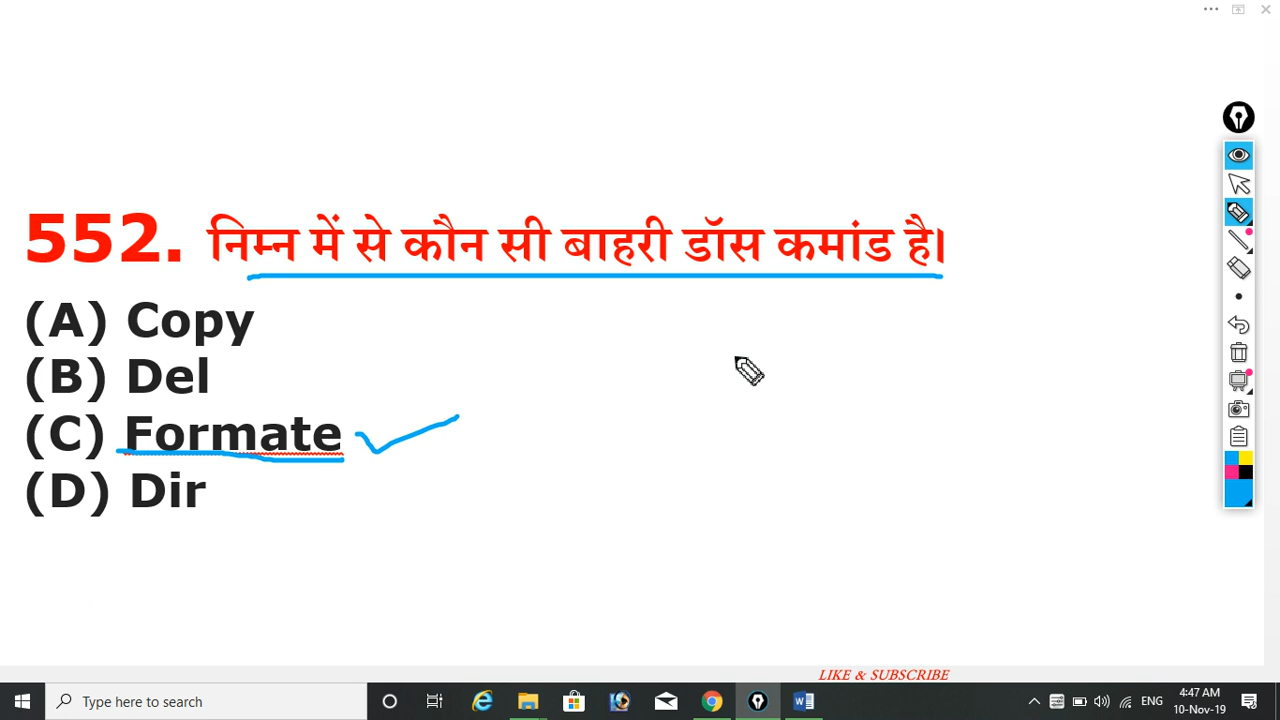 552. निम्न में से कौन सी बाहरी डॉस कमांड है।
(A) Copy
(B) Del
(C) Formate
(D) Dir
LIKE & SUBSCRIBE
Type here to search
ENG
4:47 AM
10-Nov-19